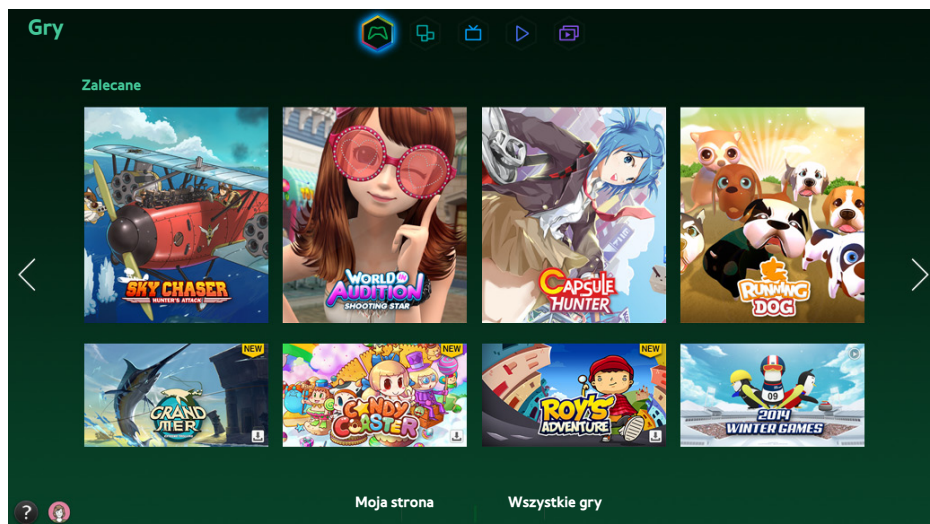 Gry
Zalecane
SKY CHASER
HUNTER'S ATTACK!
WORLD IN
AUDITION
SHOOTING STAR
CAPSULE
HUNTER
RUNNING
DOG
NEW
GRAND
MER
NEW
CANDY
COASTER
NEW
ROY'S
ADVENTURE
09
2014
WINTER GAMES
Moja strona
Wszystkie gry
?